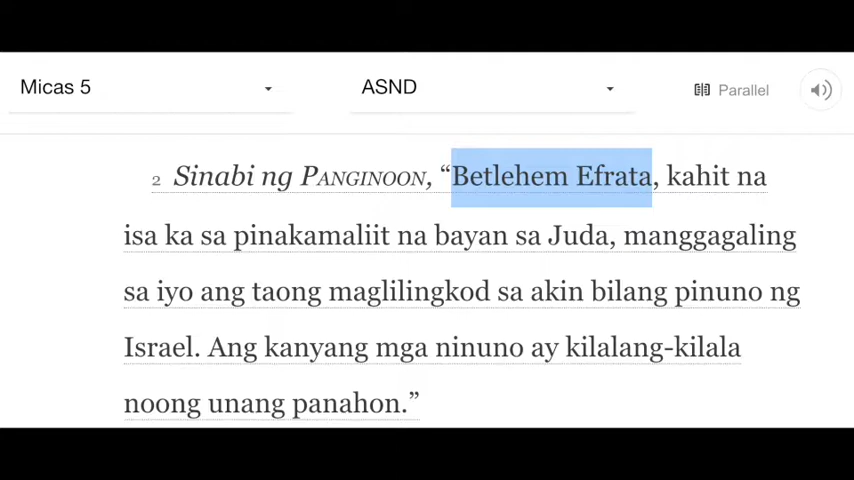 Micas 5 ASND Parallel
2 Sinabi ng PANGINOON, “Betlehem Efrata, kahit na
isa ka sa pinakamaliit na bayan sa Juda, manggagaling
sa iyo ang taong maglilingkod sa akin bilang pinuno ng
Israel. Ang kanyang mga ninuno ay kilalang-kilala
noong unang panahon.”